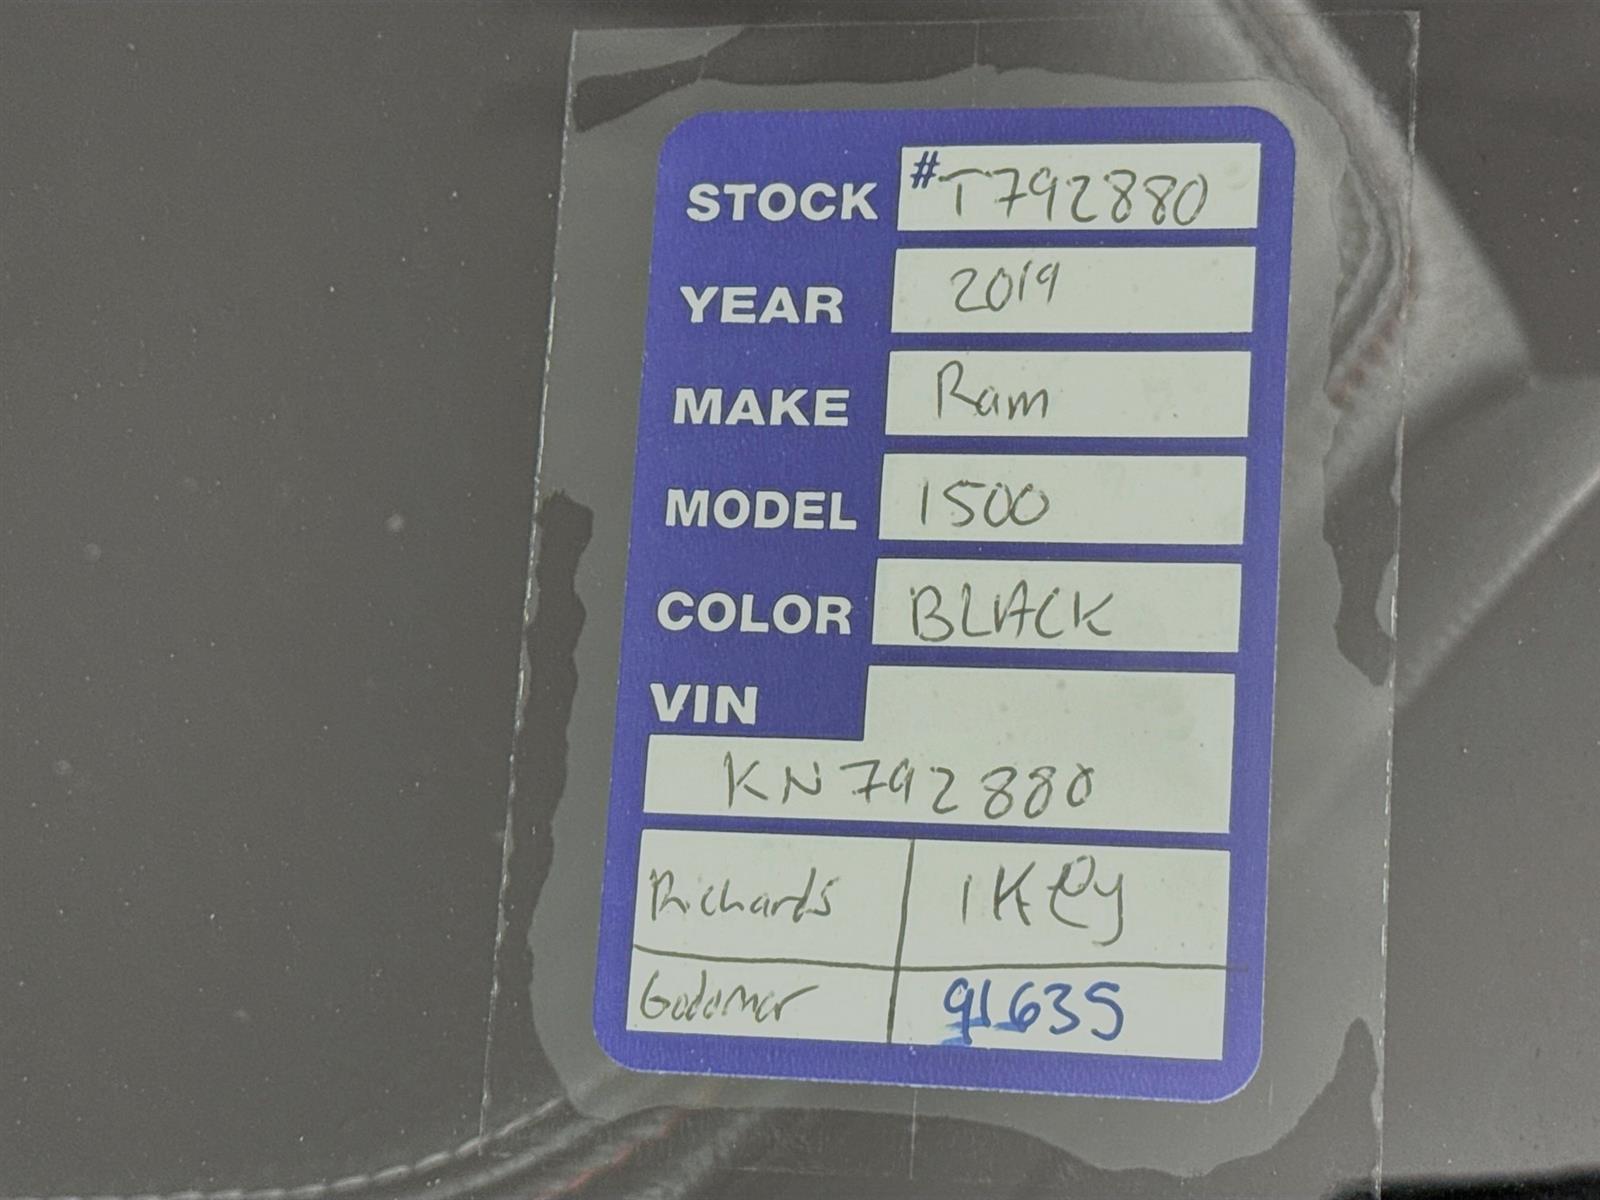 STOCK #T792880
YEAR 2019
MAKE Ram
MODEL 1500
COLOR BLACK
VIN
KN792880
Richards 1 Key
91635